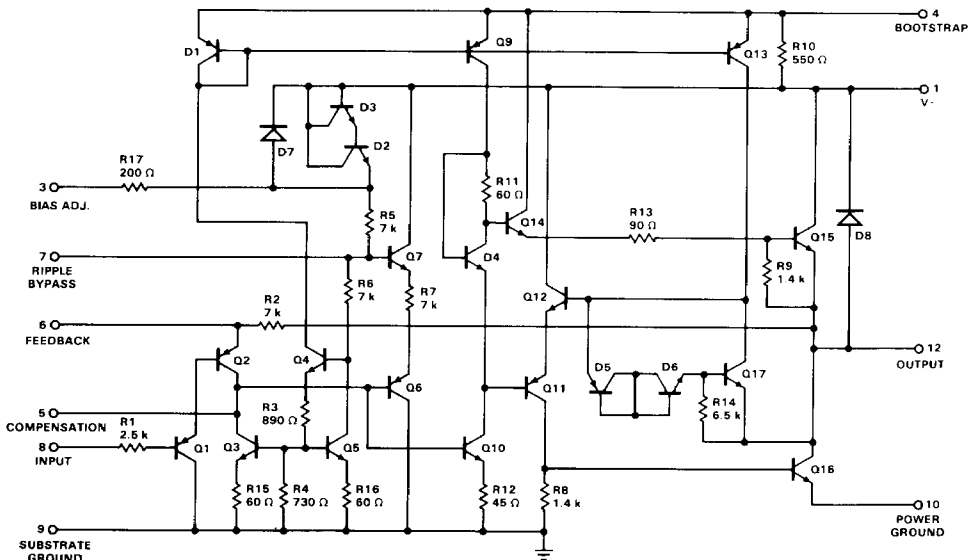 4
BOOTSTRAP
D1
Q9
Q13
R10
550 Ω
1
V-
D3
D7
D2
R17
200 Ω
3
BIAS ADJ.
R11
60 Ω
R5
7 k
Q14
R13
90 Ω
Q15
D8
7
RIPPLE
BYPASS
Q7
D4
R9
1.4 k
R6
7 k
R7
7 k
Q12
R2
7 k
6
FEEDBACK
12
OUTPUT
Q2
Q4
D5
D6
Q17
Q6
Q11
R14
6.5 k
R3
890 Ω
5
COMPENSATION
R1
2.5 k
8
INPUT
Q1
Q3
Q5
Q10
Q16
R15
60 Ω
R4
730 Ω
R16
60 Ω
R12
45 Ω
R8
1.4 k
10
POWER
GROUND
9
SUBSTRATE
GROUND